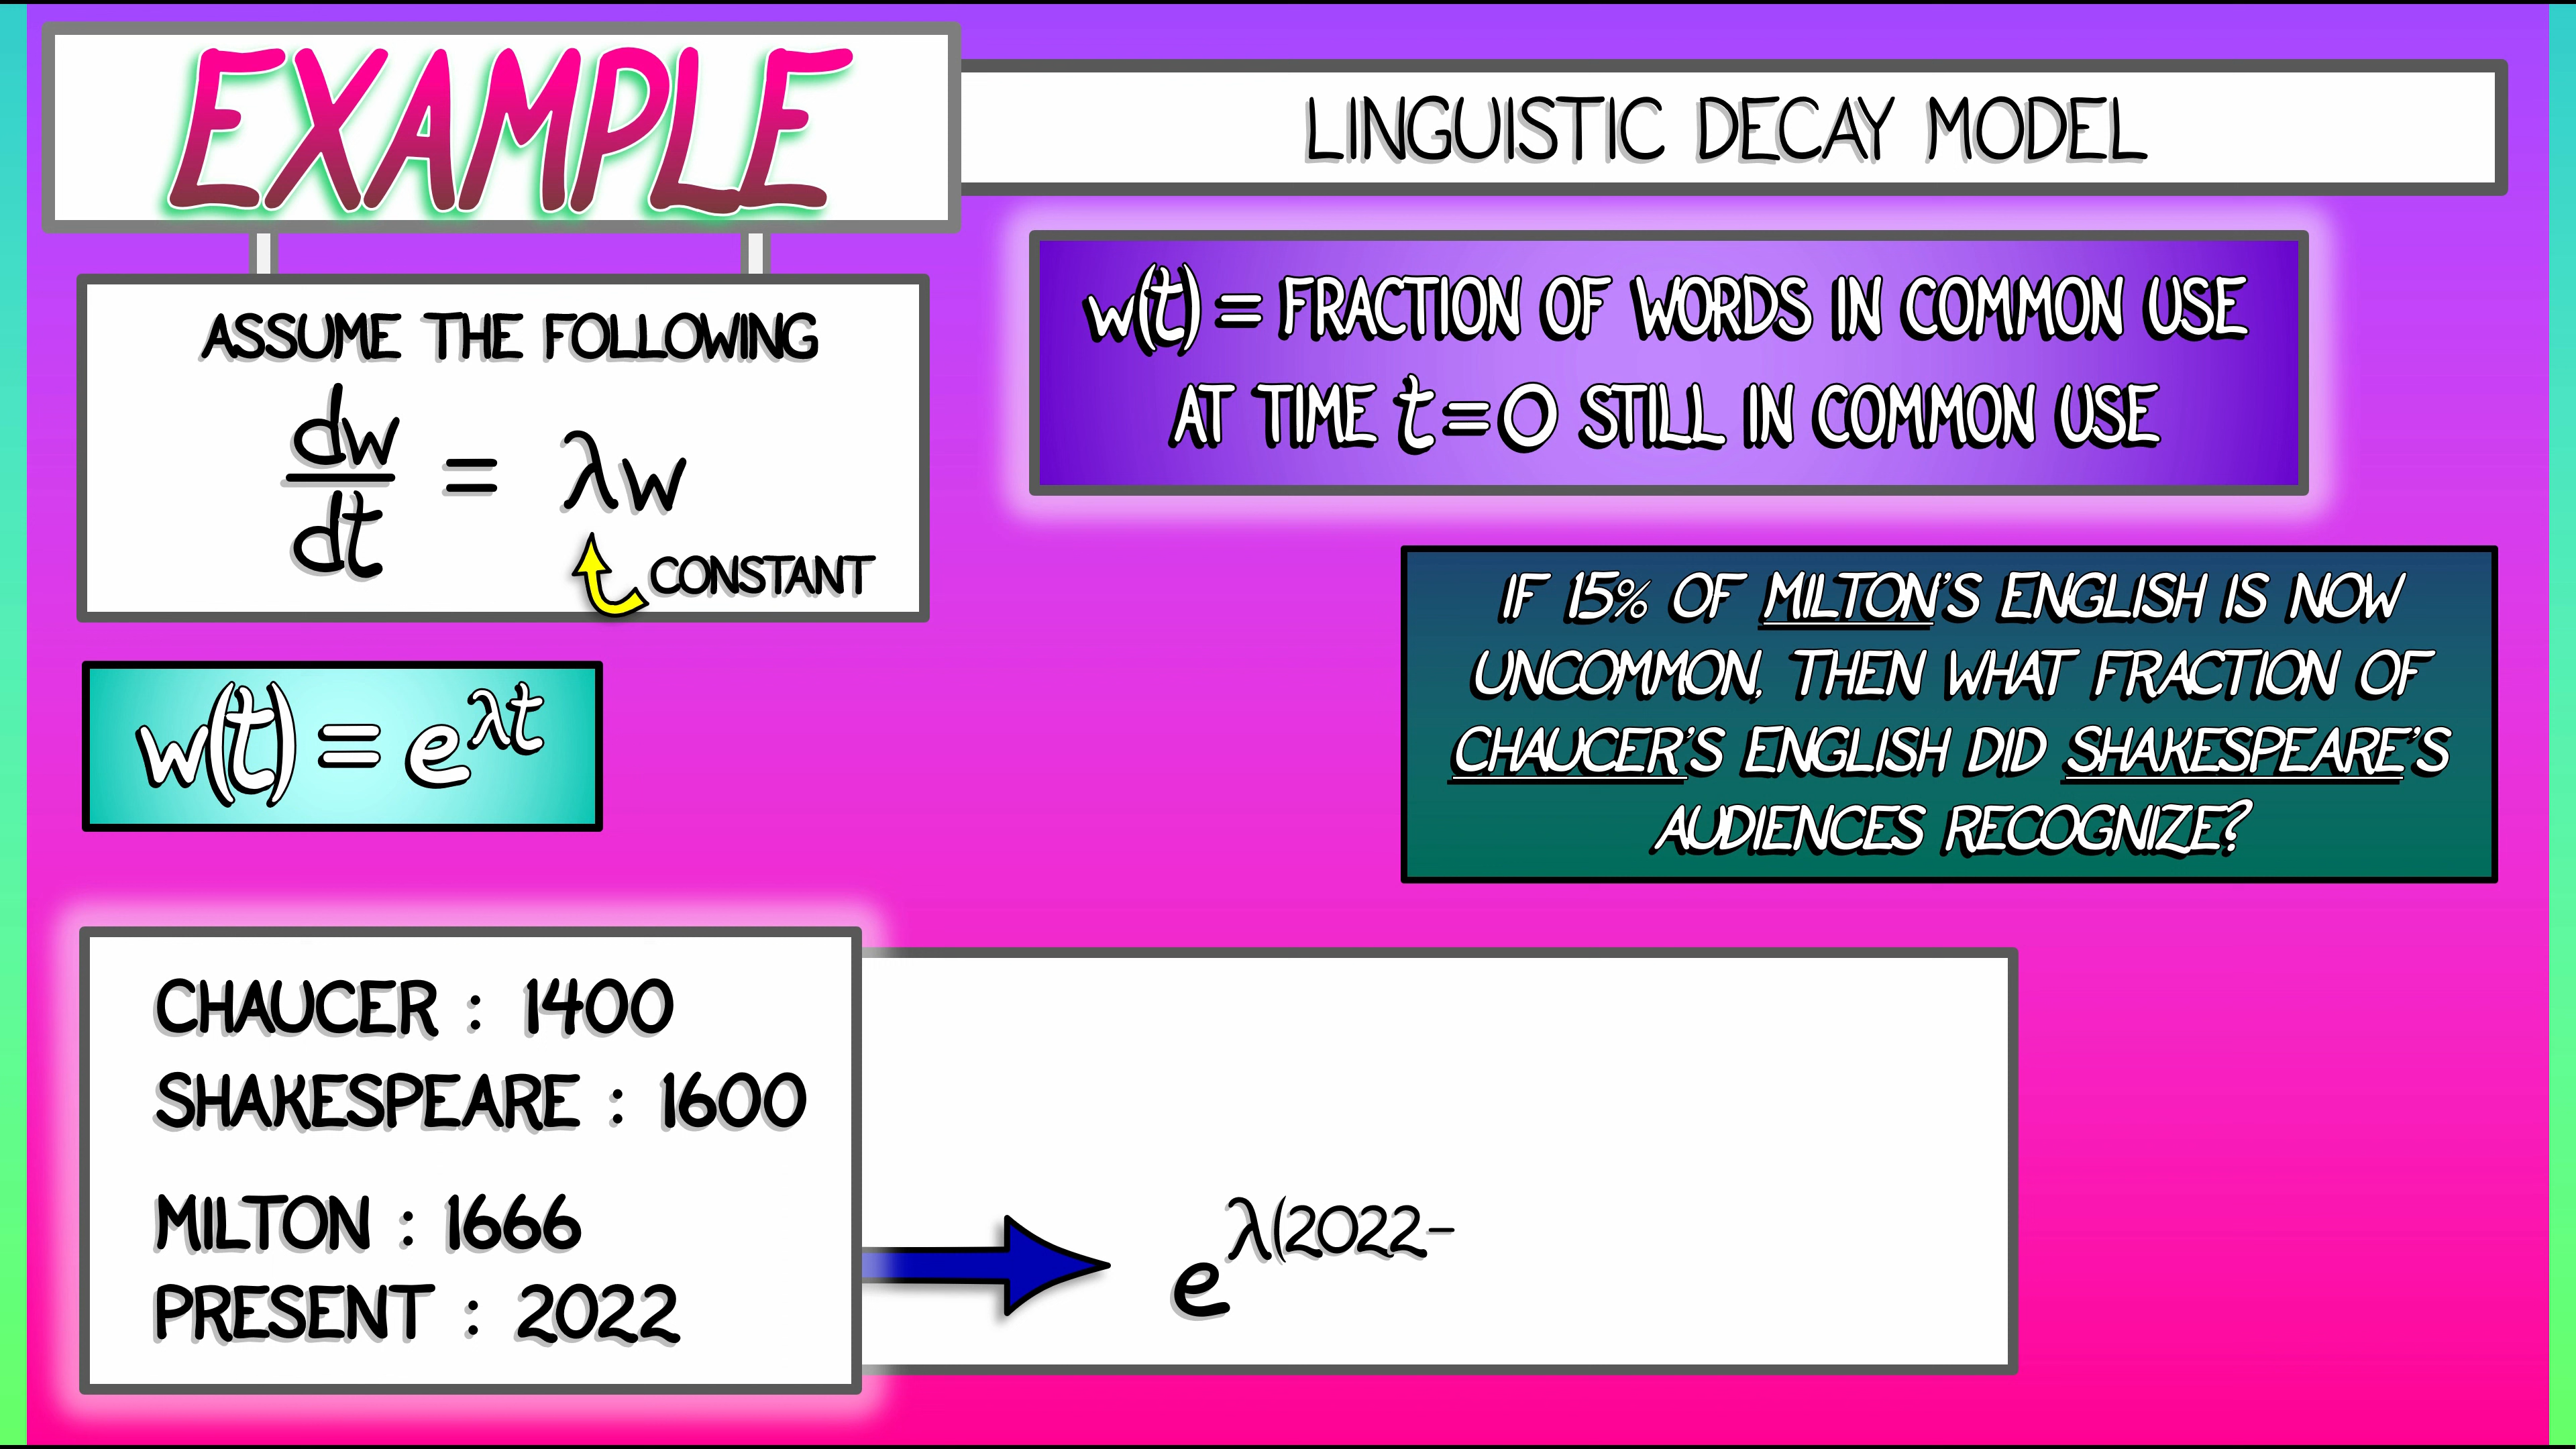 EXAMPLE
LINGUISTIC DECAY MODEL
w(t) = FRACTION OF WORDS IN COMMON USE
AT TIME t=0 STILL IN COMMON USE
ASSUME THE FOLLOWING
dw/dt = λw
CONSTANT
w(t) = e^λt
IF 15% OF MILTON'S ENGLISH IS NOW
UNCOMMON, THEN WHAT FRACTION OF
CHAUCER'S ENGLISH DID SHAKESPEARE'S
AUDIENCES RECOGNIZE?
CHAUCER : 1400
SHAKESPEARE : 1600
MILTON : 1666
PRESENT : 2022
e^λ(2022-